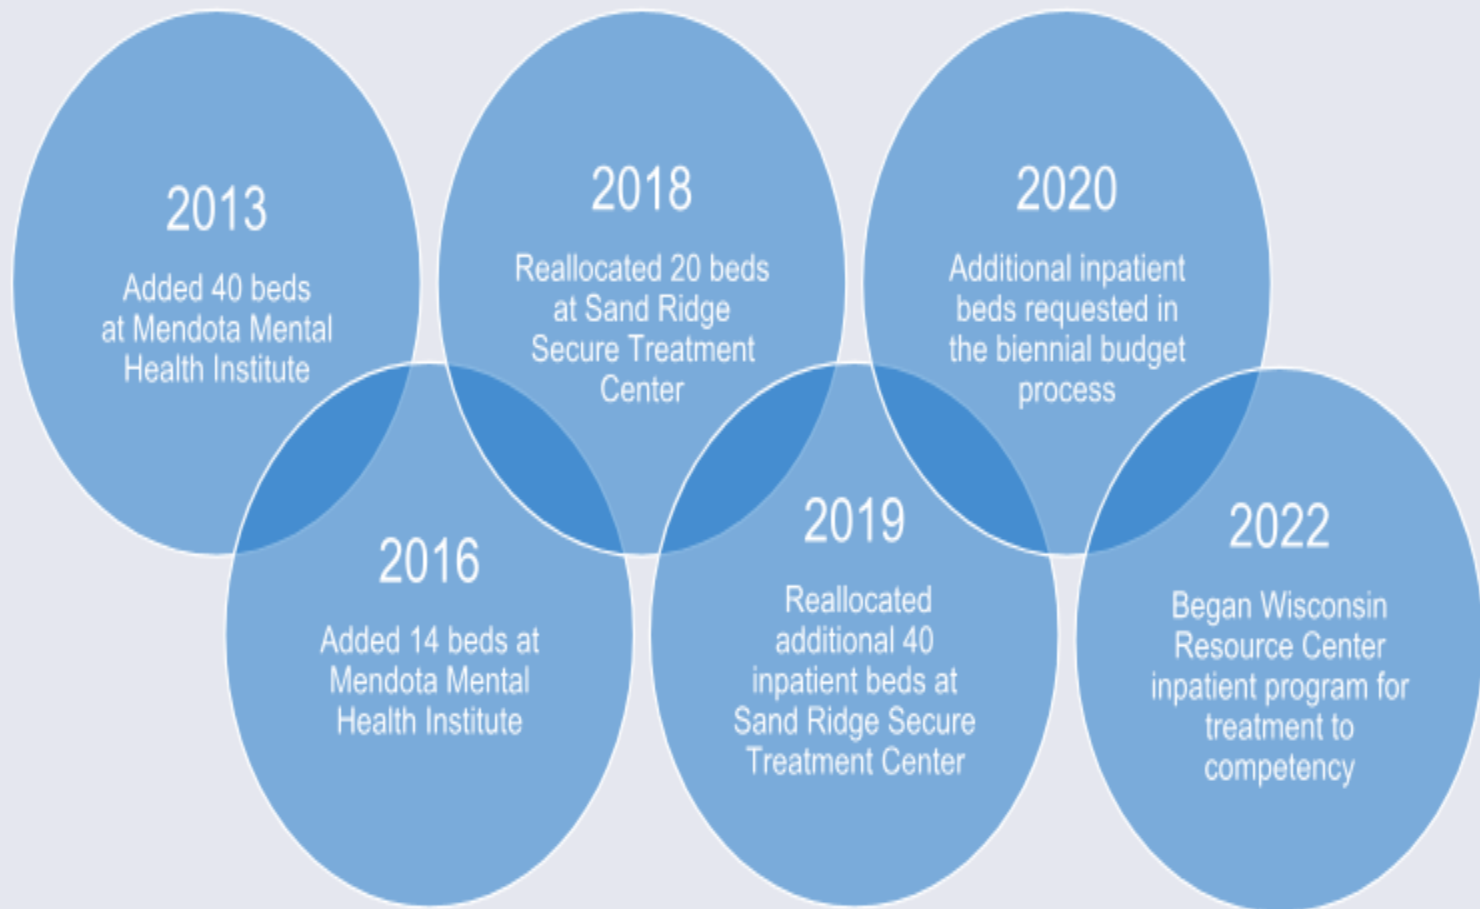 2013
Added 40 beds
at Mendota Mental
Health Institute
2016
Added 14 beds at
Mendota Mental
Health Institute
2018
Reallocated 20 beds
at Sand Ridge
Secure Treatment
Center
2019
Reallocated
additional 40
inpatient beds at
Sand Ridge Secure
Treatment Center
2020
Additional inpatient
beds requested in
the biennial budget
process
2022
Began Wisconsin
Resource Center
inpatient program for
treatment to
competency